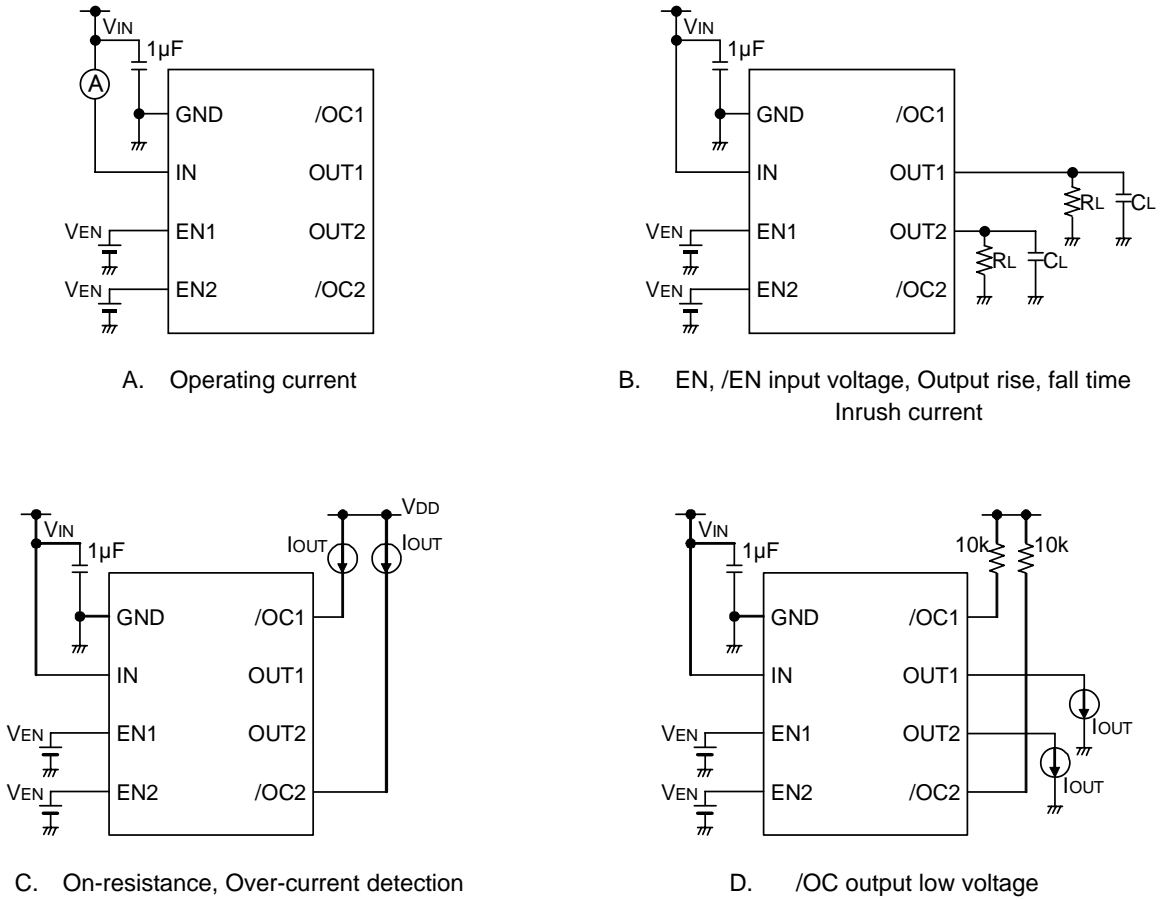 VIN
1µF
A
GND /OC1
IN OUT1
VEN EN1 OUT2
VEN EN2 /OC2
A. Operating current
VIN
1µF
GND /OC1
IN OUT1
RL CL
VEN EN1 OUT2
RL CL
VEN EN2 /OC2
B. EN, /EN input voltage, Output rise, fall time
Inrush current
VIN VDD
1µF IOUT IOUT
GND /OC1
IN OUT1
VEN EN1 OUT2
VEN EN2 /OC2
C. On-resistance, Over-current detection
VIN
1µF 10k 10k
GND /OC1
IN OUT1
IOUT
VEN EN1 OUT2
IOUT
VEN EN2 /OC2
D. /OC output low voltage